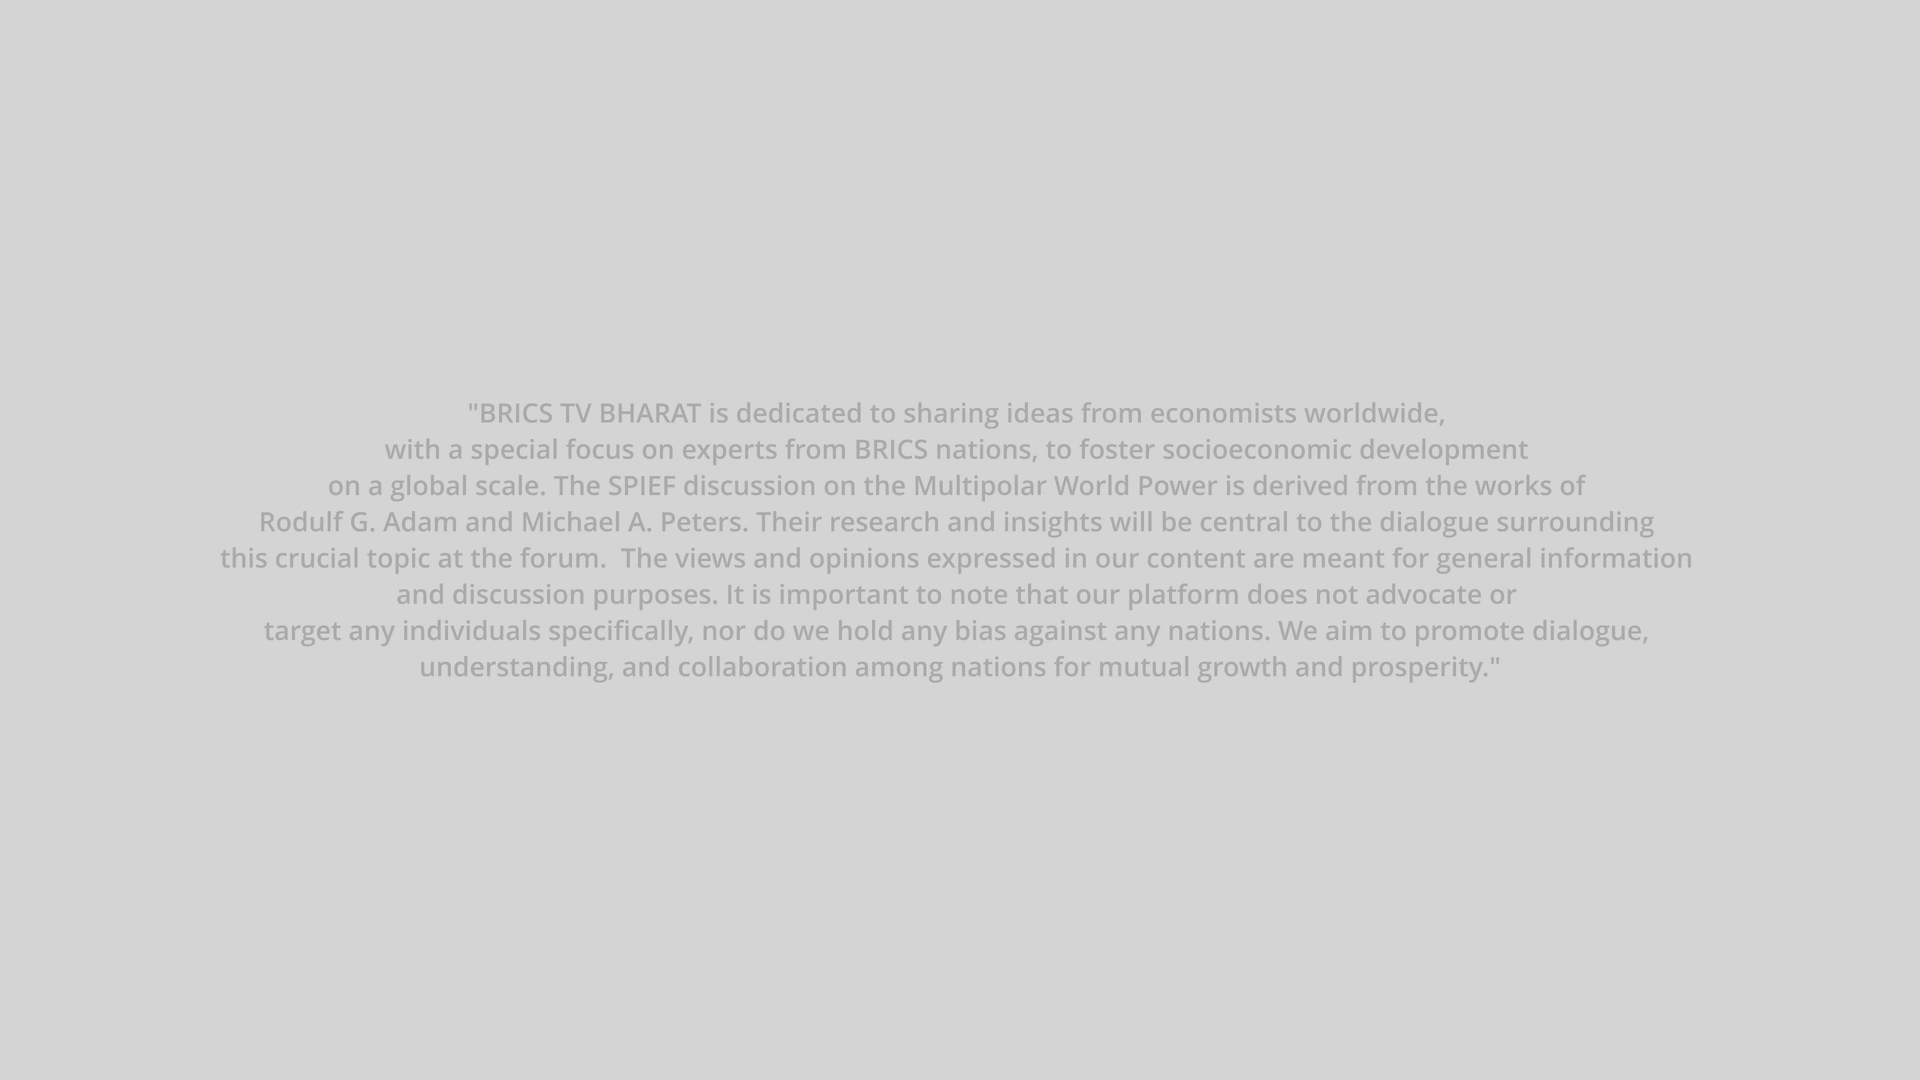 "BRICS TV BHARAT is dedicated to sharing ideas from economists worldwide,
with a special focus on experts from BRICS nations, to foster socioeconomic development
on a global scale. The SPIEF discussion on the Multipolar World Power is derived from the works of
Rodulf G. Adam and Michael A. Peters. Their research and insights will be central to the dialogue surrounding
this crucial topic at the forum.  The views and opinions expressed in our content are meant for general information
and discussion purposes. It is important to note that our platform does not advocate or
target any individuals specifically, nor do we hold any bias against any nations. We aim to promote dialogue,
understanding, and collaboration among nations for mutual growth and prosperity."